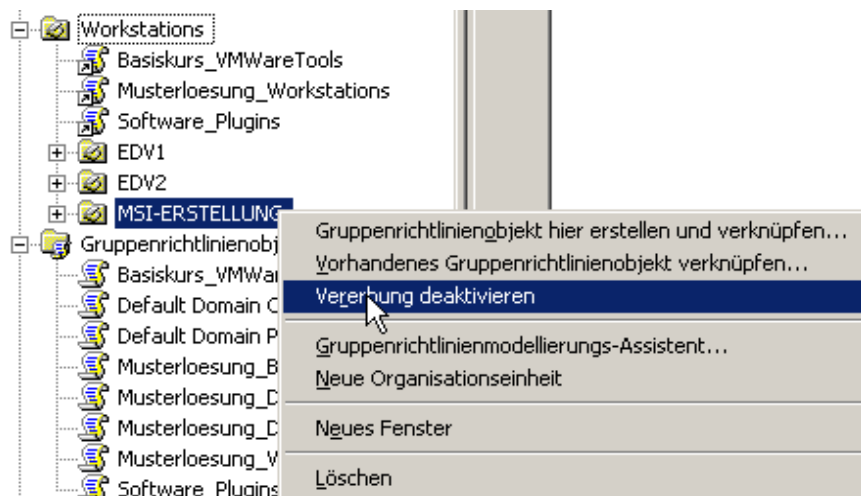 Workstations
Basiskurs_VMWareTools
Musterloesung_Workstations
Software_Plugins
EDV1
EDV2
MSI-ERSTELLUNG
Gruppenrichtlinienobj
Basiskurs_VMWar
Default Domain C
Default Domain P
Musterloesung_B
Musterloesung_D
Musterloesung_D
Musterloesung_V
Software_Plugins
Gruppenrichtlinienobjekt hier erstellen und verknüpfen...
Vorhandenes Gruppenrichtlinienobjekt verknüpfen...
Vererbung deaktivieren
Gruppenrichtlinienmodellierungs-Assistent...
Neue Organisationseinheit
Neues Fenster
Löschen